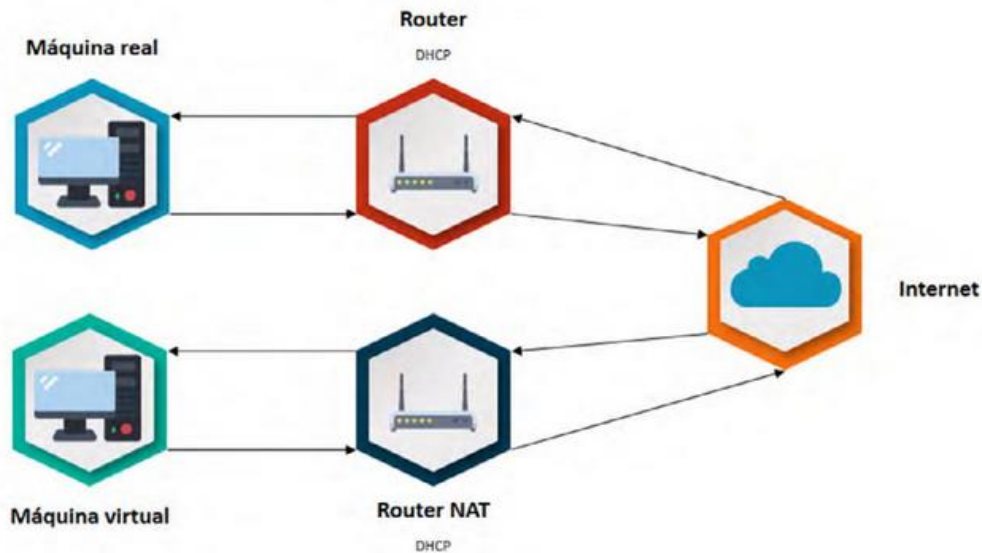 Router
DHCP
Máquina real
Internet
Máquina virtual
Router NAT
DHCP